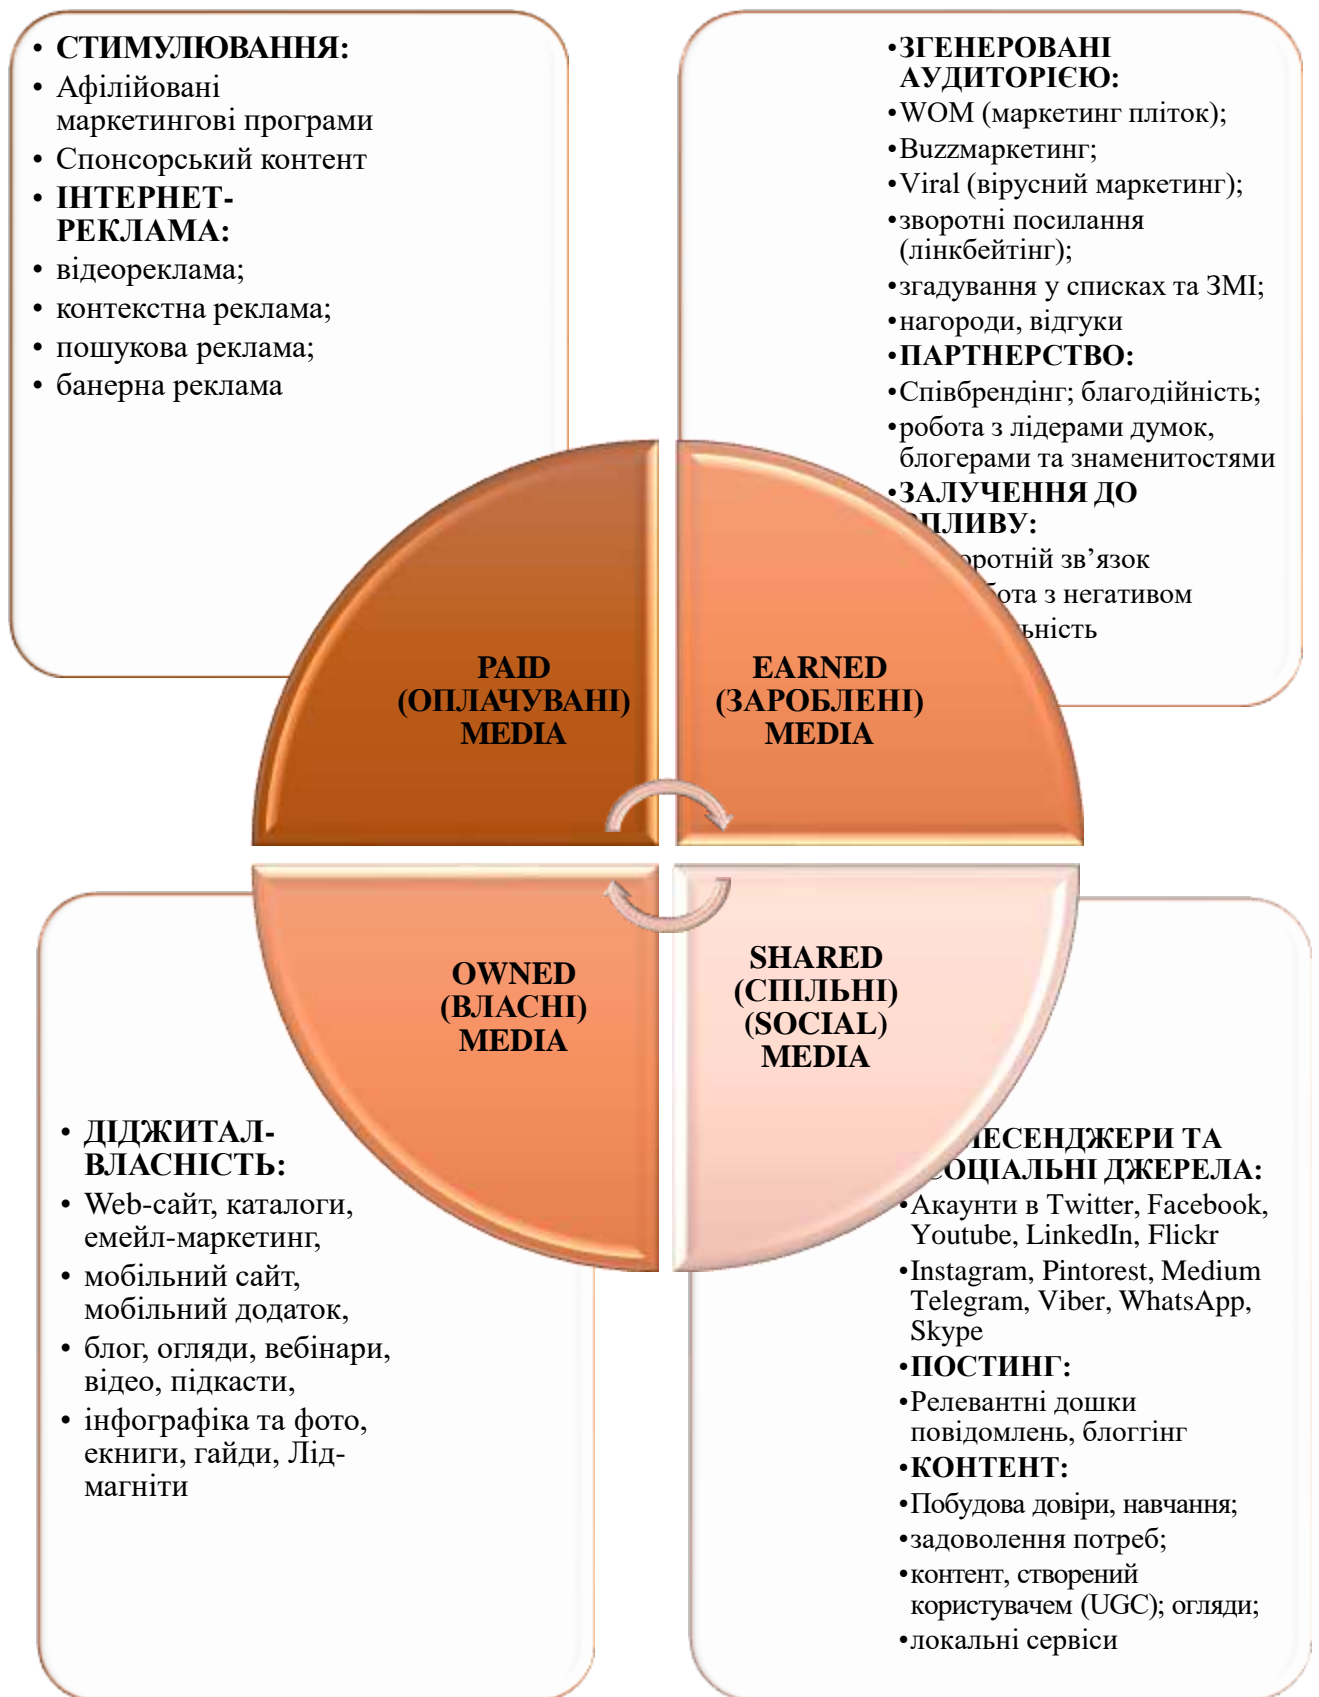 • СТИМУЛЮВАННЯ:
• Афілійовані
маркетингові програми
• Спонсорський контент
• ІНТЕРНЕТ-
РЕКЛАМА:
• відеореклама;
• контекстна реклама;
• пошукова реклама;
• банерна реклама
•ЗГЕНЕРОВАНІ
АУДИТОРІЄЮ:
•WOM (маркетинг пліток);
•Buzzмаркетинг;
•Viral (вірусний маркетинг);
•зворотні посилання
(лінкбейтінг);
•згадування у списках та ЗМІ;
•нагороди, відгуки
•ПАРТНЕРСТВО:
•Співбрендінг; благодійність;
•робота з лідерами думок,
блогерами та знаменитостями
•ЗАЛУЧЕННЯ ДО
ПЛИВУ:
оротній зв’язок
ота з негативом
ьність
PAID
(ОПЛАЧУВАНІ)
MEDIA
EARNED
(ЗАРОБЛЕНІ)
MEDIA
OWNED
(ВЛАСНІ)
MEDIA
SHARED
(СПІЛЬНІ)
(SOCIAL)
MEDIA
• ДІДЖИТАЛ-
ВЛАСНІСТЬ:
• Web-сайт, каталоги,
емейл-маркетинг,
• мобільний сайт,
мобільний додаток,
• блог, огляди, вебінари,
відео, підкасти,
• інфографіка та фото,
екниги, гайди, Лід-
магніти
МЕСЕНДЖЕРИ ТА
СОЦІАЛЬНІ ДЖЕРЕЛА:
•Акаунти в Twitter, Facebook,
Youtube, LinkedIn, Flickr
•Instagram, Pintorest, Medium
Telegram, Viber, WhatsApp,
Skype
•ПОСТИНГ:
•Релевантні дошки
повідомлень, блоггінг
•КОНТЕНТ:
•Побудова довіри, навчання;
•задоволення потреб;
•контент, створений
користувачем (UGC); огляди;
•локальні сервіси